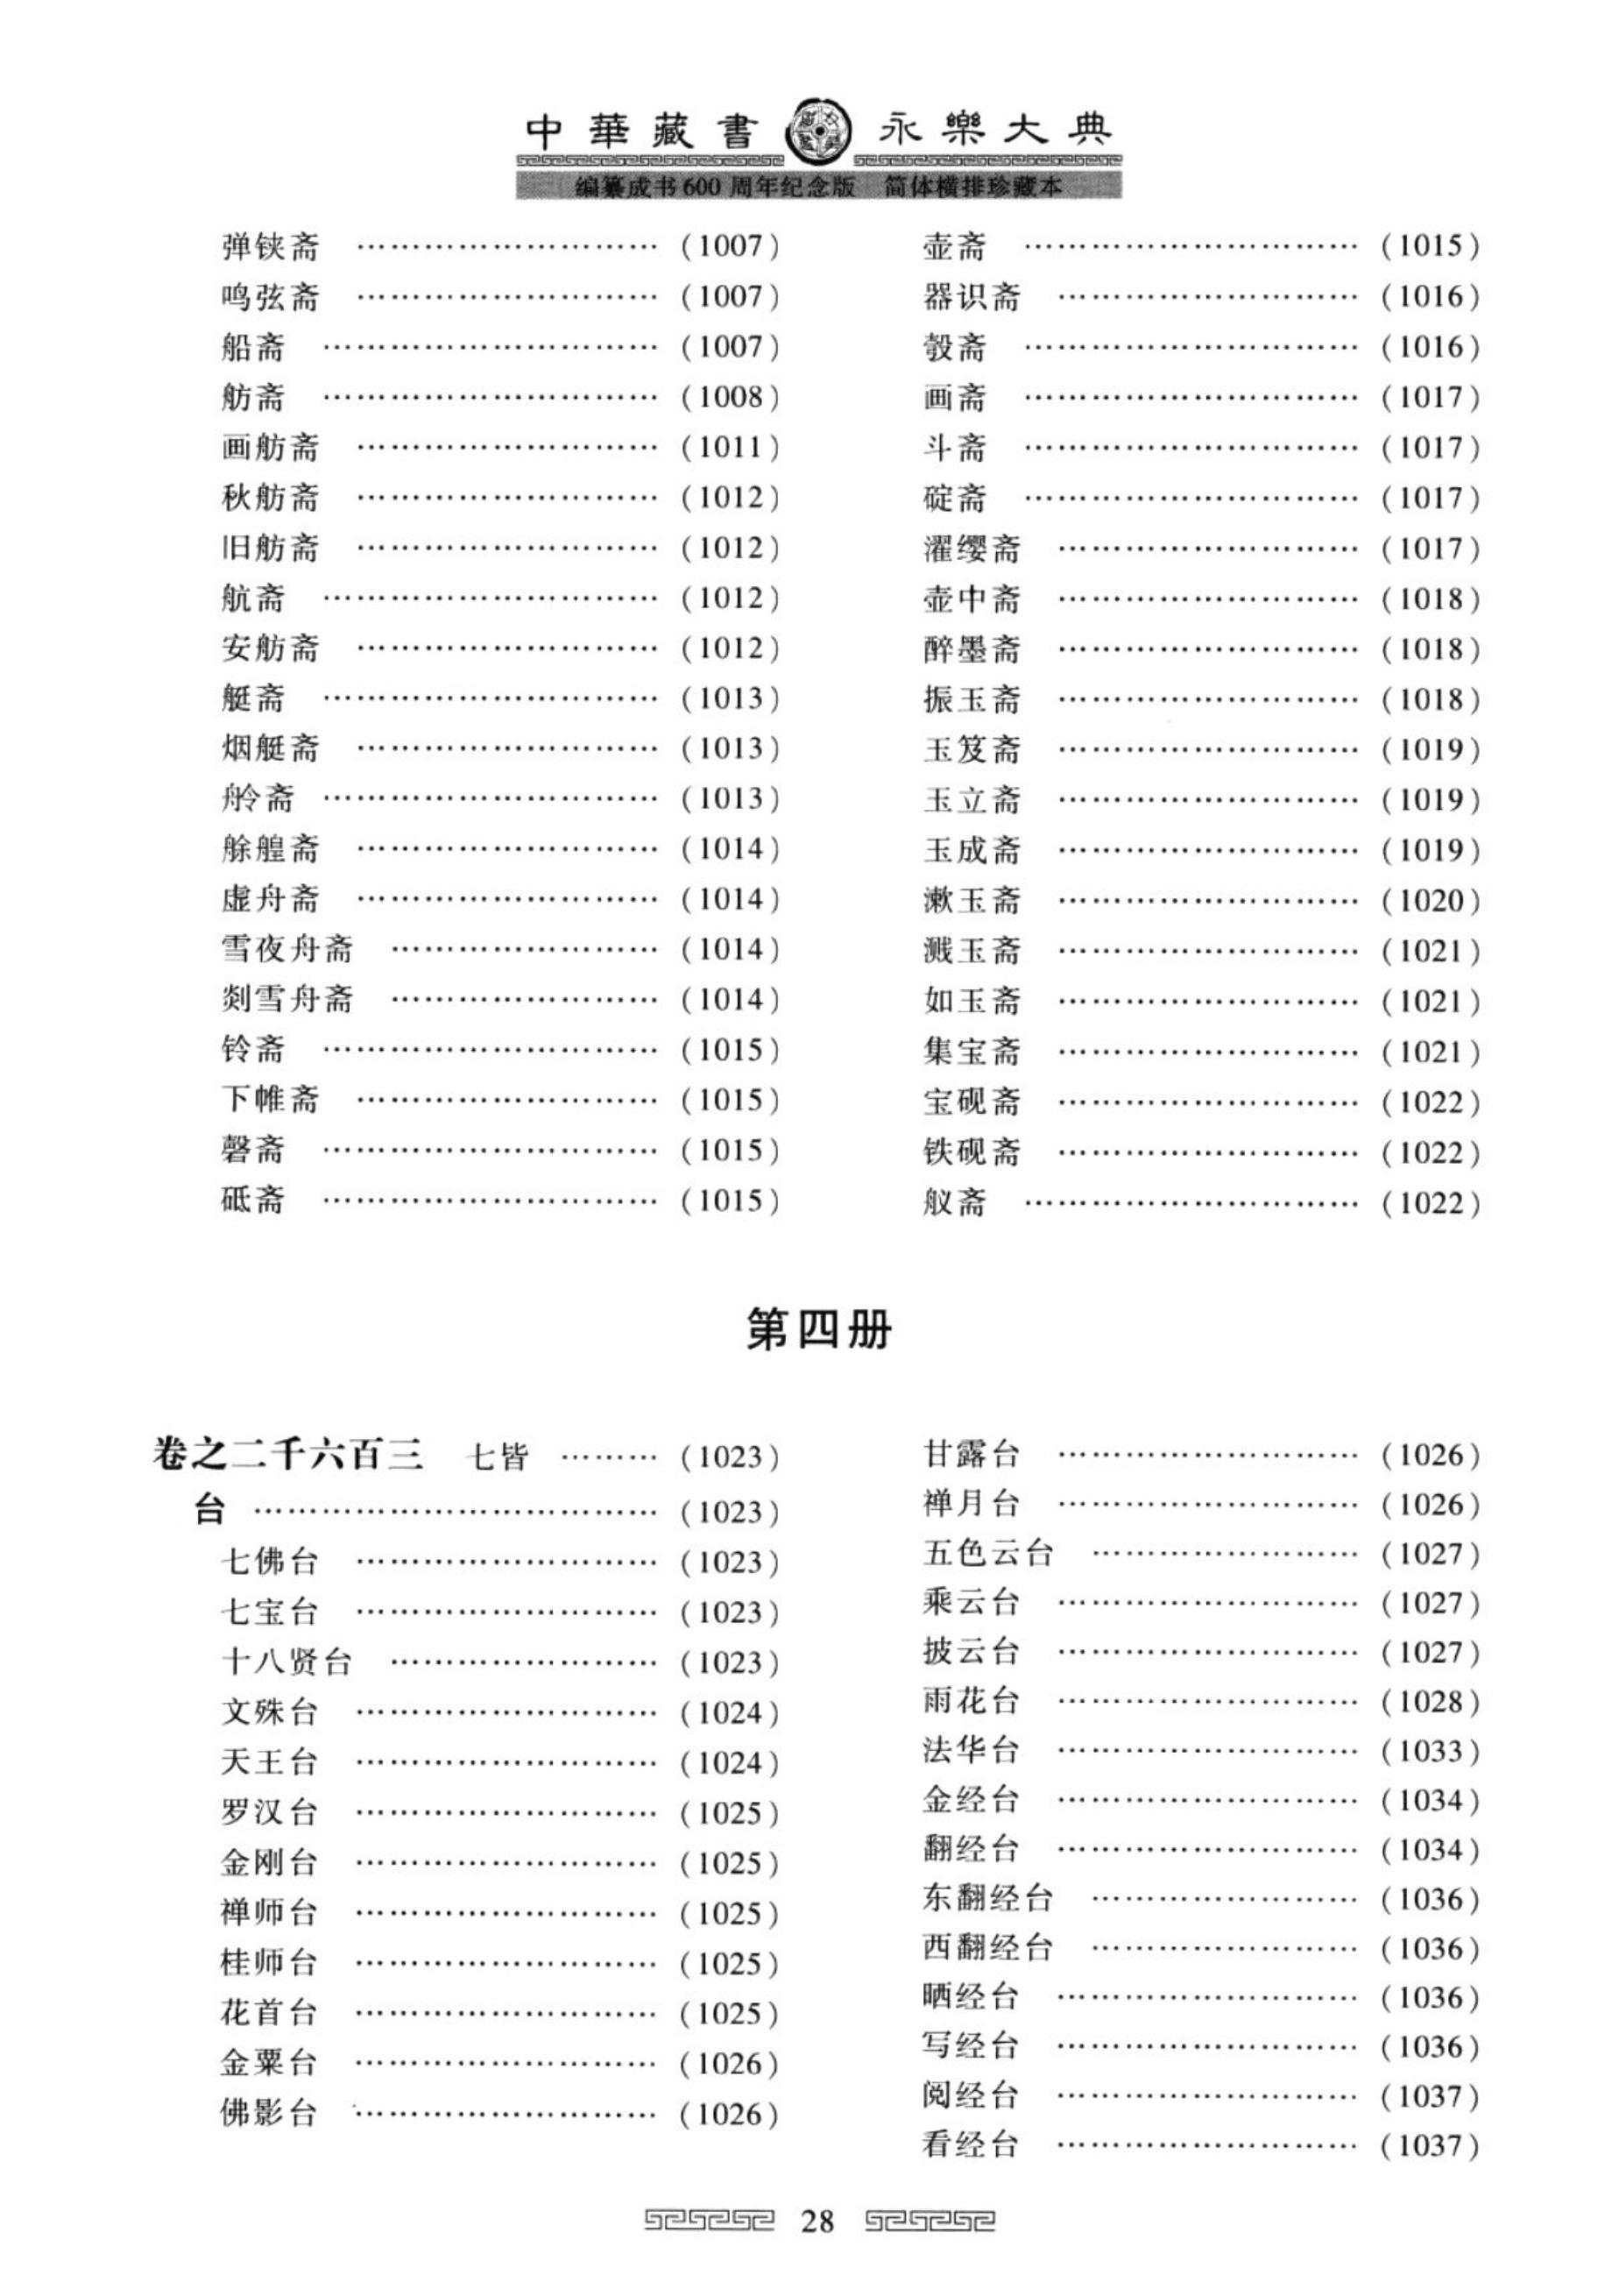 中華藏書 永樂大典
编纂成书600周年纪念版 简体横排珍藏本
弹铗斋 ………………………… (1007)
鸣弦斋 ………………………… (1007)
船斋 …………………………… (1007)
舫斋 …………………………… (1008)
画舫斋 ………………………… (1011)
秋舫斋 ………………………… (1012)
旧舫斋 ………………………… (1012)
航斋 …………………………… (1012)
安舫斋 ………………………… (1012)
艇斋 …………………………… (1013)
烟艇斋 ………………………… (1013)
舲斋 …………………………… (1013)
艅艎斋 ………………………… (1014)
虚舟斋 ………………………… (1014)
雪夜舟斋 ……………………… (1014)
剡雪舟斋 ……………………… (1014)
铃斋 …………………………… (1015)
下帷斋 ………………………… (1015)
磬斋 …………………………… (1015)
砥斋 …………………………… (1015)
壶斋 …………………………… (1015)
器识斋 ………………………… (1016)
彀斋 …………………………… (1016)
画斋 …………………………… (1017)
斗斋 …………………………… (1017)
碇斋 …………………………… (1017)
濯缨斋 ………………………… (1017)
壶中斋 ………………………… (1018)
醉墨斋 ………………………… (1018)
振玉斋 ………………………… (1018)
玉笈斋 ………………………… (1019)
玉立斋 ………………………… (1019)
玉成斋 ………………………… (1019)
漱玉斋 ………………………… (1020)
溅玉斋 ………………………… (1021)
如玉斋 ………………………… (1021)
集宝斋 ………………………… (1021)
宝砚斋 ………………………… (1022)
铁砚斋 ………………………… (1022)
舣斋 …………………………… (1022)
第四册
卷之二千六百三 七皆 ……… (1023)
台 ………………………………… (1023)
七佛台 ………………………… (1023)
七宝台 ………………………… (1023)
十八贤台 ……………………… (1023)
文殊台 ………………………… (1024)
天王台 ………………………… (1024)
罗汉台 ………………………… (1025)
金刚台 ………………………… (1025)
禅师台 ………………………… (1025)
桂师台 ………………………… (1025)
花首台 ………………………… (1025)
金粟台 ………………………… (1026)
佛影台 ………………………… (1026)
甘露台 ………………………… (1026)
禅月台 ………………………… (1026)
五色云台 ……………………… (1027)
乘云台 ………………………… (1027)
披云台 ………………………… (1027)
雨花台 ………………………… (1028)
法华台 ………………………… (1033)
金经台 ………………………… (1034)
翻经台 ………………………… (1034)
东翻经台 ……………………… (1036)
西翻经台 ……………………… (1036)
晒经台 ………………………… (1036)
写经台 ………………………… (1036)
阅经台 ………………………… (1037)
看经台 ………………………… (1037)
28